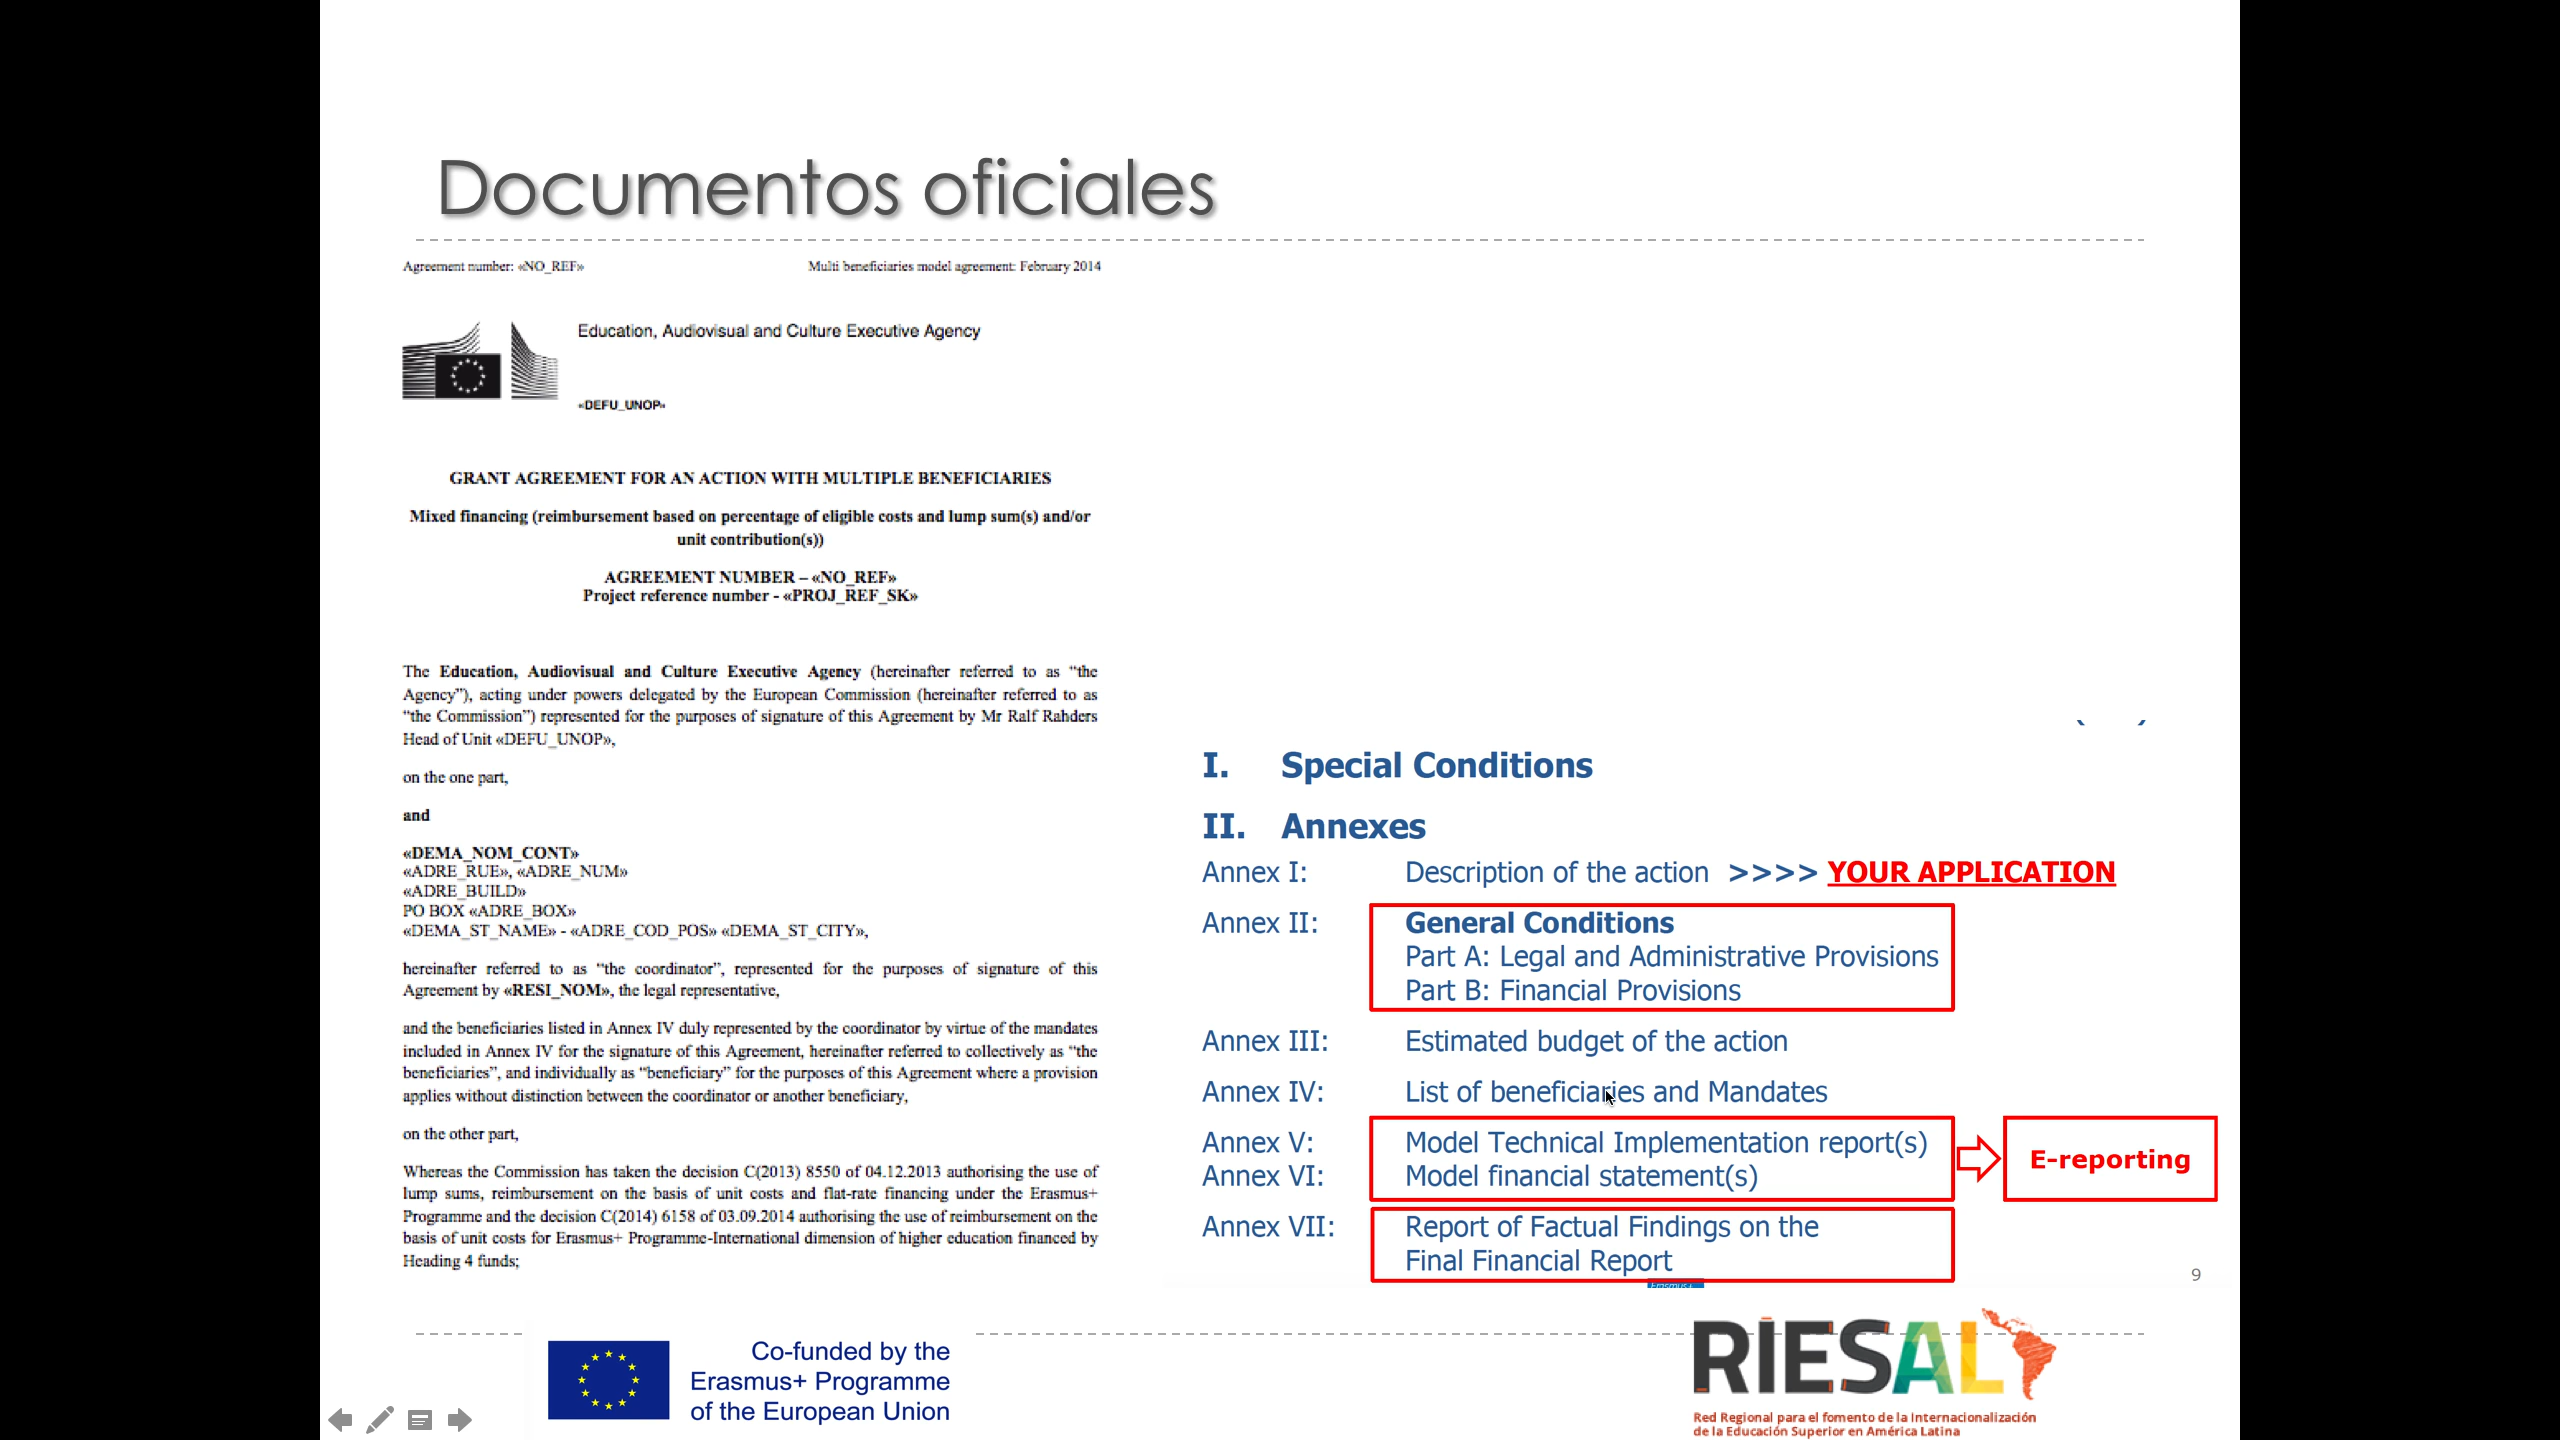 Documentos oficiales
Agreement number: «NO_REF»
Multi beneficiaries model agreement: February 2014
Education, Audiovisual and Culture Executive Agency
«DEFU_UNOP»
GRANT AGREEMENT FOR AN ACTION WITH MULTIPLE BENEFICIARIES
Mixed financing (reimbursement based on percentage of eligible costs and lump sum(s) and/or
unit contribution(s))
AGREEMENT NUMBER – «NO_REF»
Project reference number - «PROJ_REF_SK»
The Education, Audiovisual and Culture Executive Agency (hereinafter referred to as “the
Agency”), acting under powers delegated by the European Commission (hereinafter referred to as
“the Commission”) represented for the purposes of signature of this Agreement by Mr Ralf Rahders
Head of Unit «DEFU_UNOP»,
on the one part,
and
«DEMA_NOM_CONT»
«ADRE_RUE», «ADRE_NUM»
«ADRE_BUILD»
PO BOX «ADRE_BOX»
«DEMA_ST_NAME» - «ADRE_COD_POS» «DEMA_ST_CITY»,
hereinafter referred to as “the coordinator”, represented for the purposes of signature of this
Agreement by «RESI_NOM», the legal representative,
and the beneficiaries listed in Annex IV duly represented by the coordinator by virtue of the mandates
included in Annex IV for the signature of this Agreement, hereinafter referred to collectively as “the
beneficiaries”, and individually as “beneficiary” for the purposes of this Agreement where a provision
applies without distinction between the coordinator or another beneficiary,
on the other part,
Whereas the Commission has taken the decision C(2013) 8550 of 04.12.2013 authorising the use of
lump sums, reimbursement on the basis of unit costs and flat-rate financing under the Erasmus+
Programme and the decision C(2014) 6158 of 03.09.2014 authorising the use of reimbursement on the
basis of unit costs for Erasmus+ Programme-International dimension of higher education financed by
Heading 4 funds;
I. Special Conditions
II. Annexes
Annex I: Description of the action >>>> YOUR APPLICATION
Annex II: General Conditions
Part A: Legal and Administrative Provisions
Part B: Financial Provisions
Annex III: Estimated budget of the action
Annex IV: List of beneficiaries and Mandates
Annex V: Model Technical Implementation report(s)
Annex VI: Model financial statement(s)
E-reporting
Annex VII: Report of Factual Findings on the
Final Financial Report
9
Co-funded by the
Erasmus+ Programme
of the European Union
RIESAL
Red Regional para el fomento de la Internacionalización
de la Educación Superior en América Latina